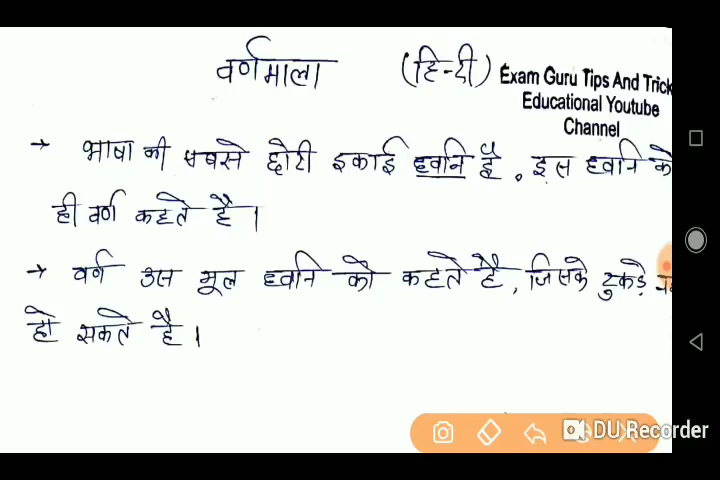 वर्णमाला (हिन्दी)
Exam Guru Tips And Trick
Educational Youtube
Channel
→ भाषा की सबसे छोटी इकाई ध्वनि है . इस ध्वनि को
ही वर्ण कहते है ।
→ वर्ण उस मूल ध्वनि को कहते है , जिसके टुकड़े
हो सकते है ।
DU Recorder